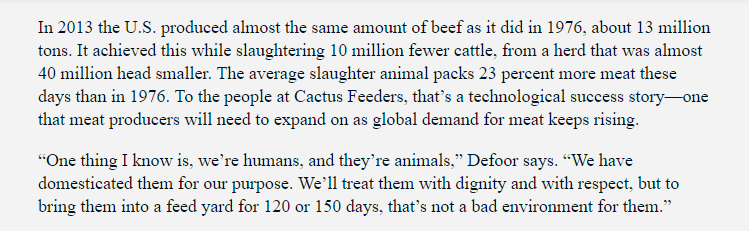 In 2013 the U.S. produced almost the same amount of beef as it did in 1976, about 13 million
tons. It achieved this while slaughtering 10 million fewer cattle, from a herd that was almost
40 million head smaller. The average slaughter animal packs 23 percent more meat these
days than in 1976. To the people at Cactus Feeders, that’s a technological success story—one
that meat producers will need to expand on as global demand for meat keeps rising.
“One thing I know is, we’re humans, and they’re animals,” Defoor says. “We have
domesticated them for our purpose. We’ll treat them with dignity and with respect, but to
bring them into a feed yard for 120 or 150 days, that’s not a bad environment for them.”